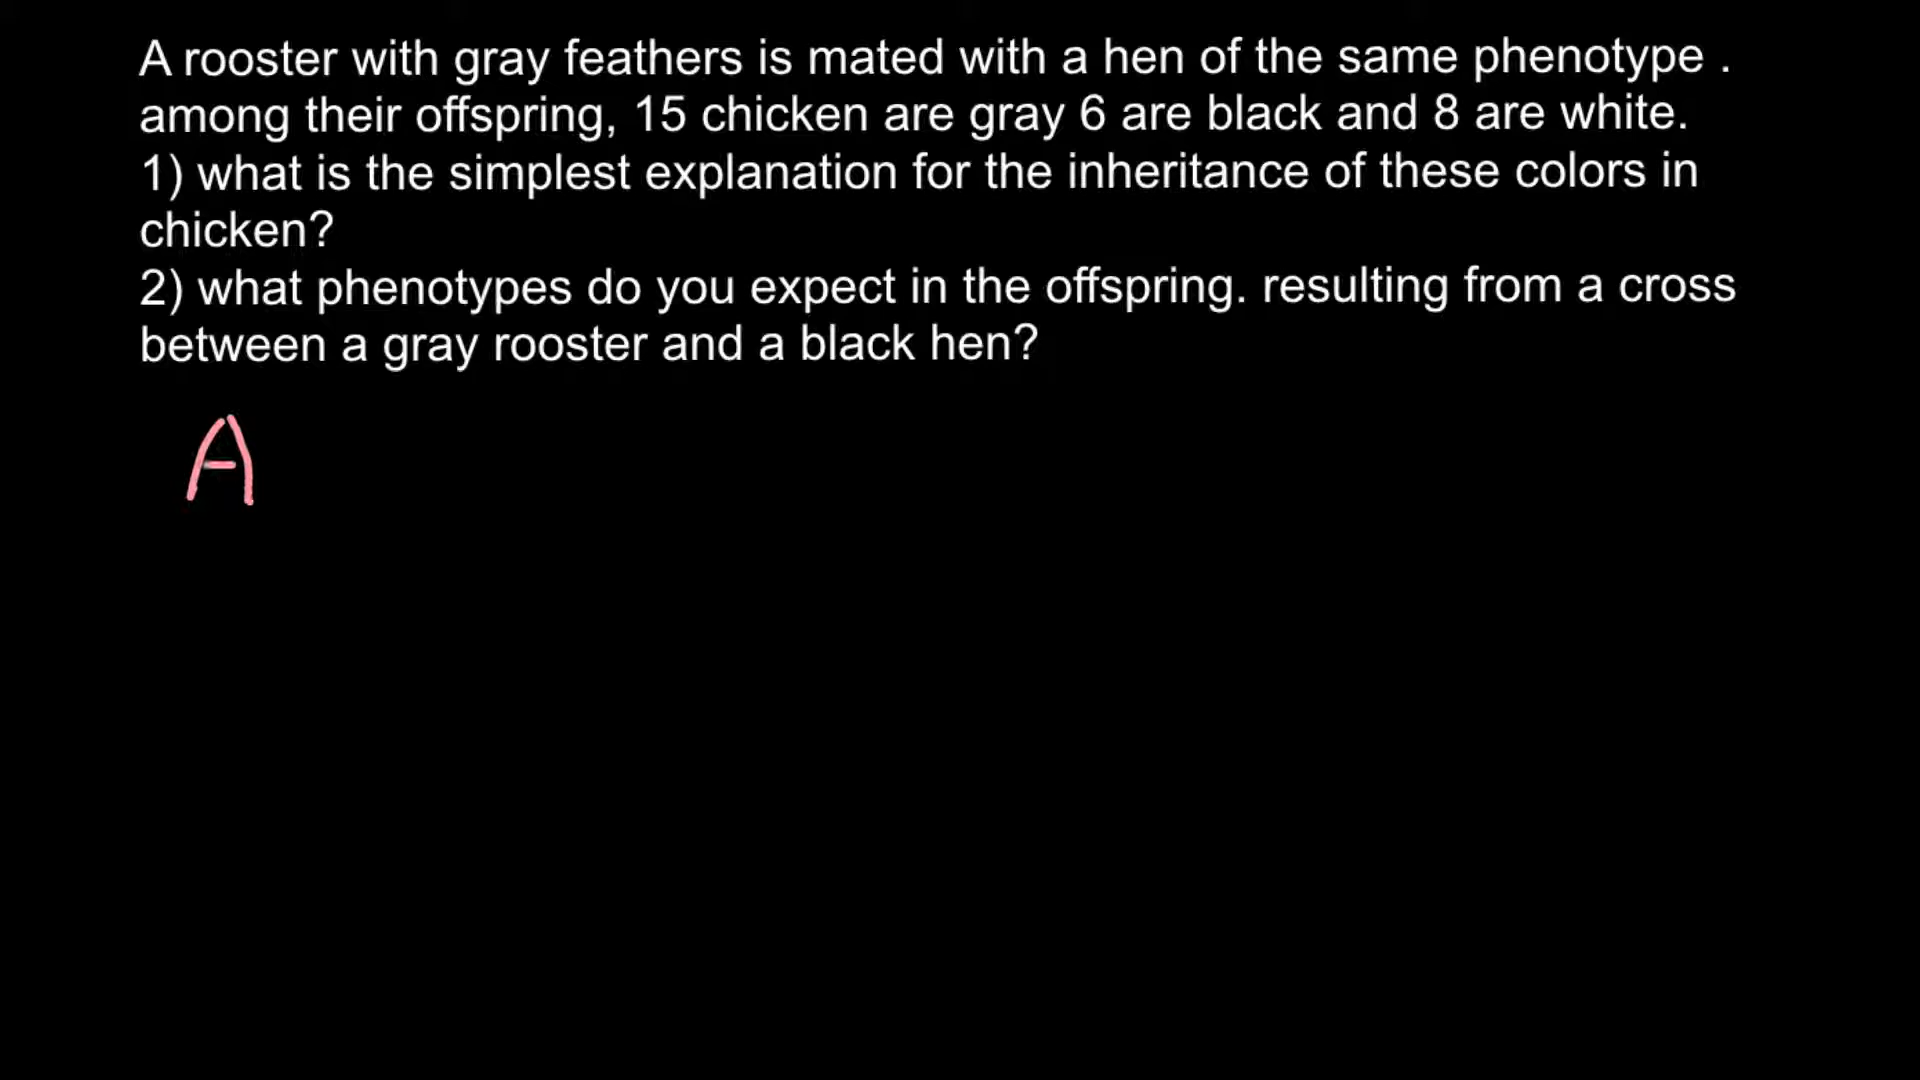 A rooster with gray feathers is mated with a hen of the same phenotype .
among their offspring, 15 chicken are gray 6 are black and 8 are white.
1) what is the simplest explanation for the inheritance of these colors in
chicken?
2) what phenotypes do you expect in the offspring. resulting from a cross
between a gray rooster and a black hen?
A